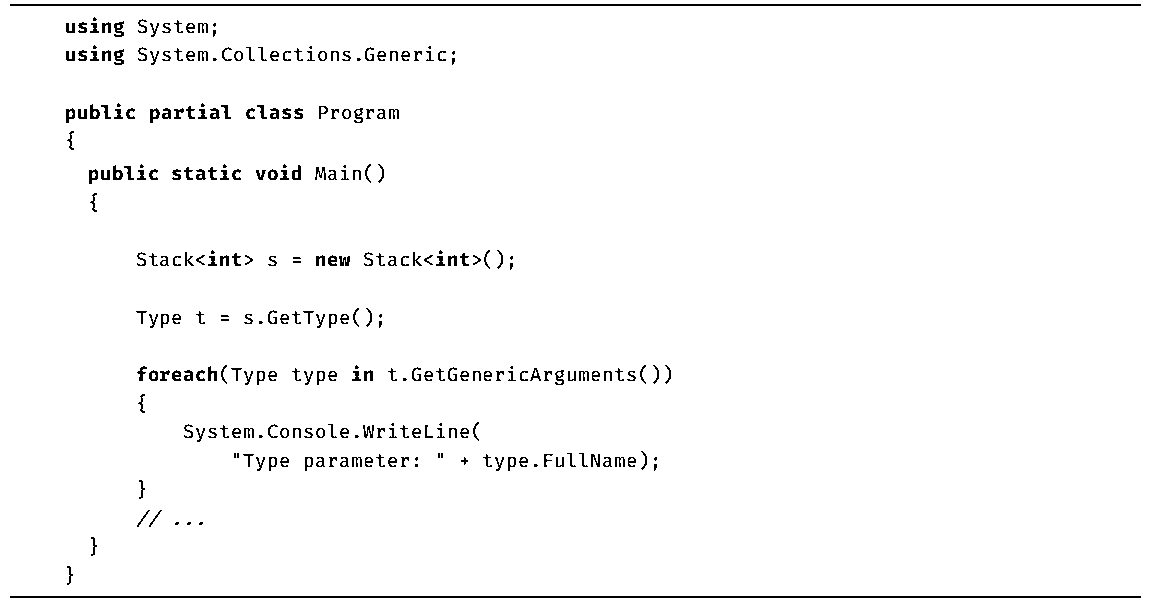 using System;
using System.Collections.Generic;

public partial class Program
{
  public static void Main()
  {

      Stack<int> s = new Stack<int>();

      Type t = s.GetType();

      foreach(Type type in t.GetGenericArguments())
      {
          System.Console.WriteLine(
              "Type parameter: " + type.FullName);
      }
      // ...
  }
}